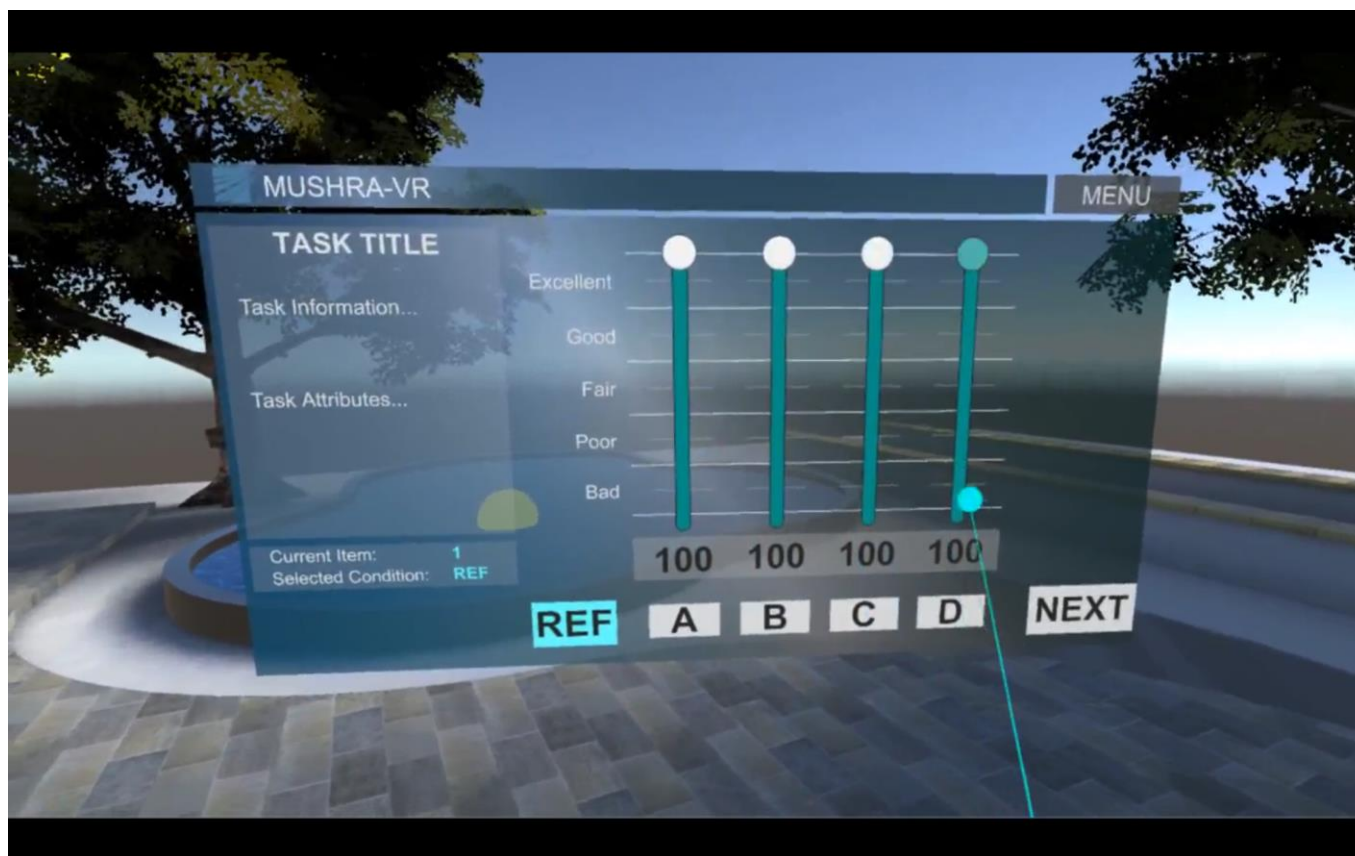 MUSHRA-VR
MENU
TASK TITLE
Task Information...
Task Attributes...
Excellent
Good
Fair
Poor
Bad
Current Item: 1
Selected Condition: REF
100 100 100 100
REF A B C D NEXT